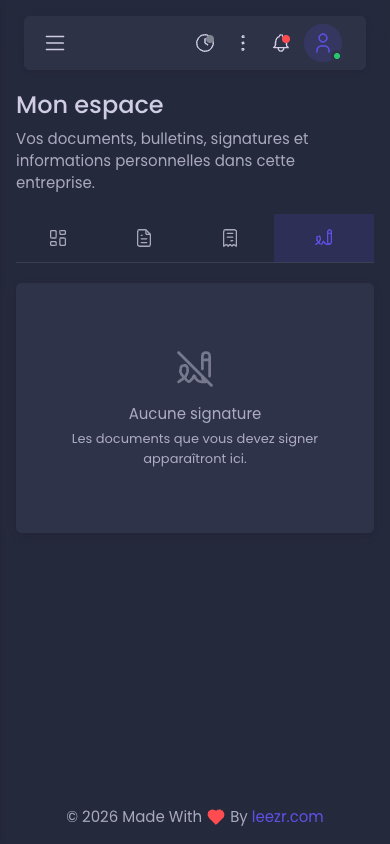 Mon espace
Vos documents, bulletins, signatures et
informations personnelles dans cette
entreprise.
Aucune signature
Les documents que vous devez signer
apparaîtront ici.
© 2026 Made With By leezr.com